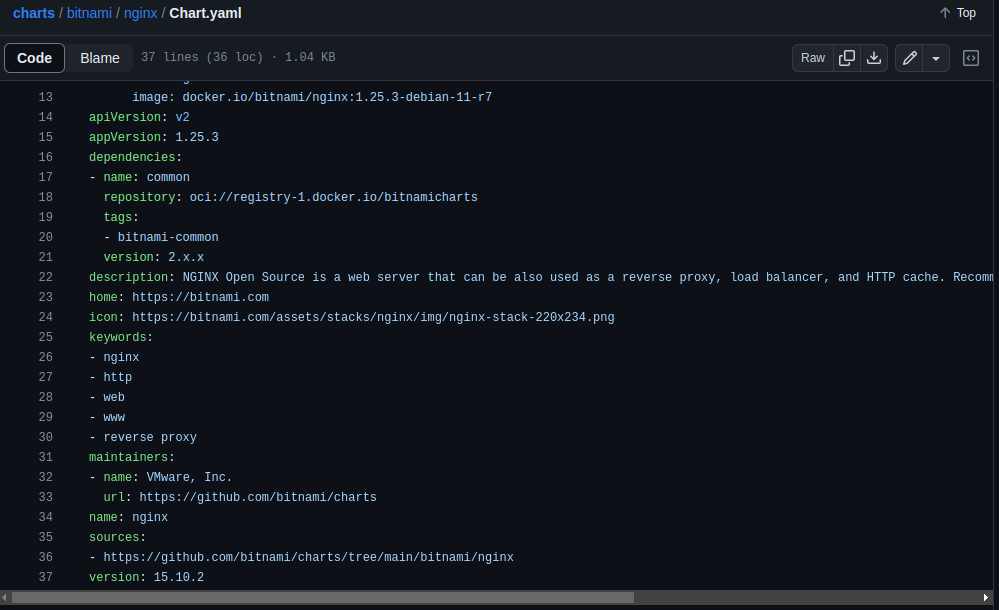 charts / bitnami / nginx / Chart.yaml
Top
Code Blame 37 lines (36 loc) · 1.04 KB Raw
13 image: docker.io/bitnami/nginx:1.25.3-debian-11-r7
14 apiVersion: v2
15 appVersion: 1.25.3
16 dependencies:
17 - name: common
18 repository: oci://registry-1.docker.io/bitnamicharts
19 tags:
20 - bitnami-common
21 version: 2.x.x
22 description: NGINX Open Source is a web server that can be also used as a reverse proxy, load balancer, and HTTP cache.
23 home: https://bitnami.com
24 icon: https://bitnami.com/assets/stacks/nginx/img/nginx-stack-220x234.png
25 keywords:
26 - nginx
27 - http
28 - web
29 - www
30 - reverse proxy
31 maintainers:
32 - name: VMware, Inc.
33 url: https://github.com/bitnami/charts
34 name: nginx
35 sources:
36 - https://github.com/bitnami/charts/tree/main/bitnami/nginx
37 version: 15.10.2